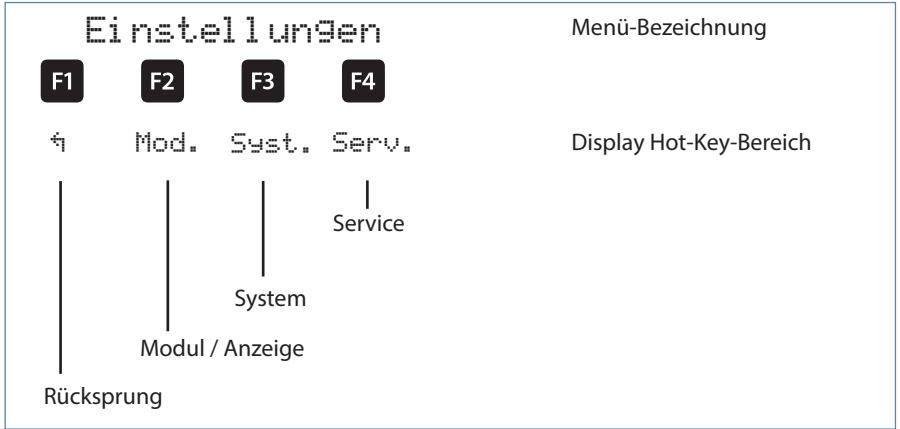 Einstellungen Menü-Bezeichnung
F1 F2 F3 F4
↰ Mod. Syst. Serv. Display Hot-Key-Bereich
Service
System
Modul / Anzeige
Rücksprung